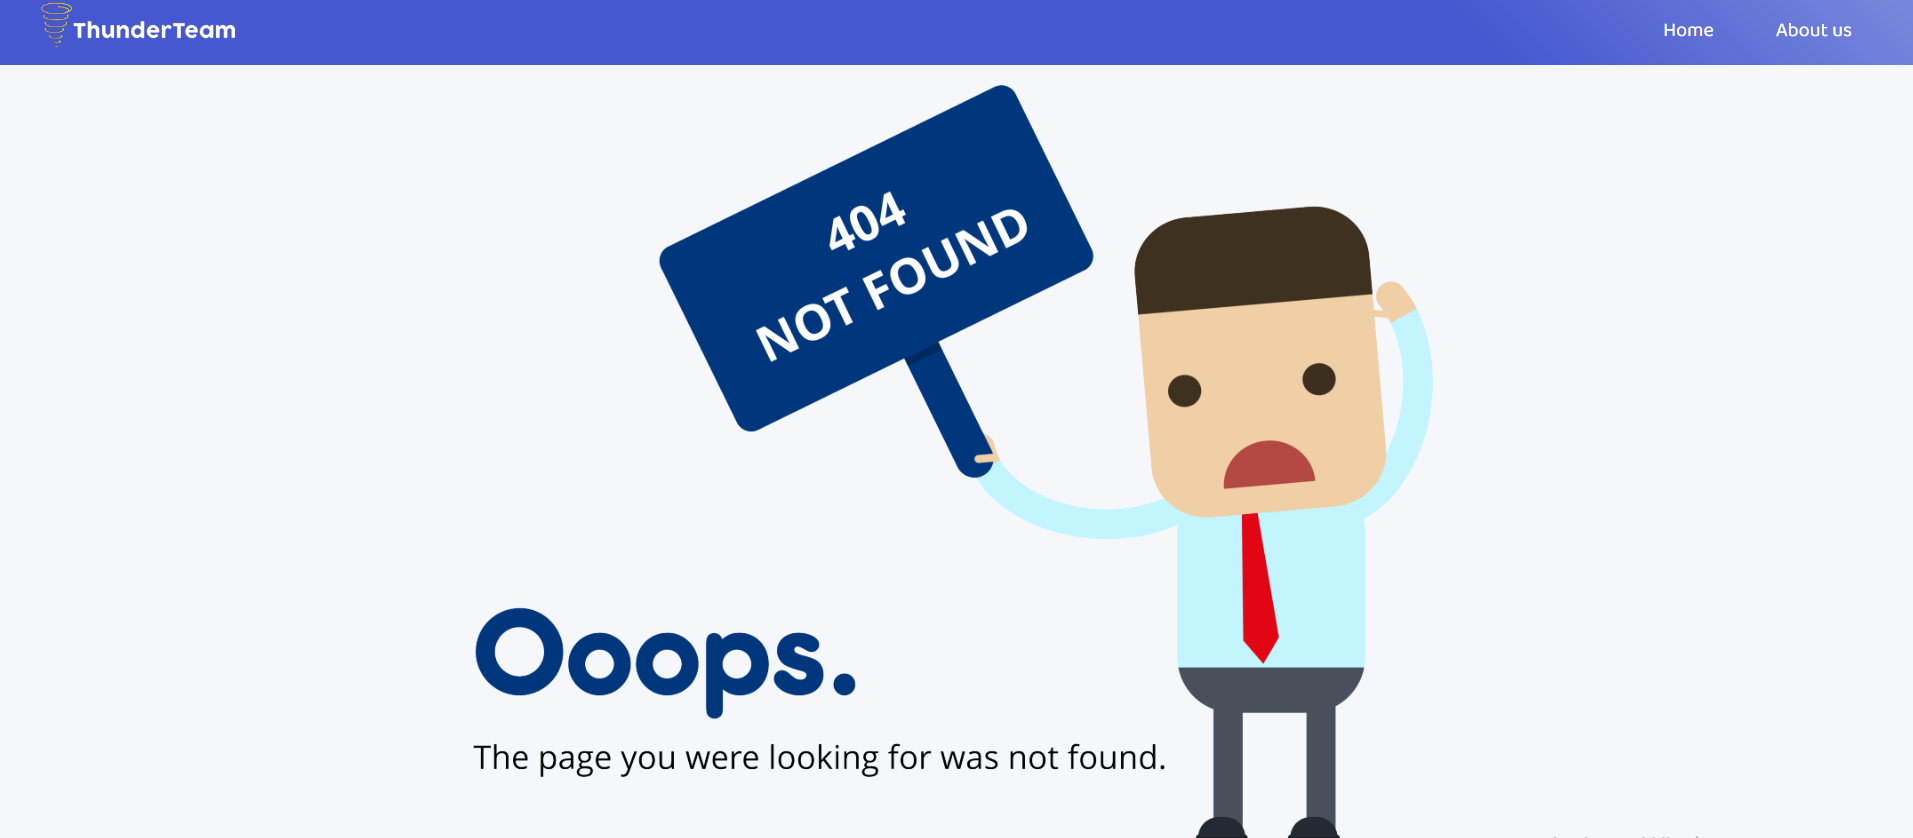 ThunderTeam
Home
About us
404
NOT FOUND
Ooops.
The page you were looking for was not found.